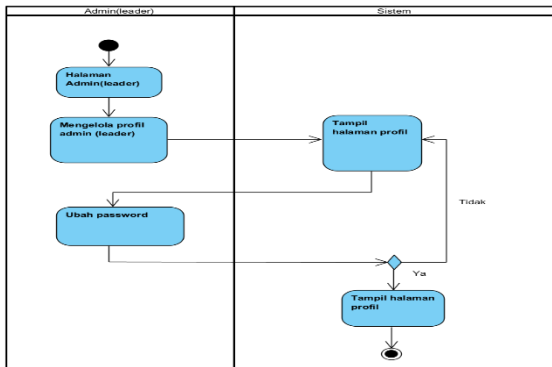 Admin(leader)
Sistem
Halaman
Admin(leader)
Mengelola profil
admin (leader)
Tampil
halaman profil
Ubah password
Tidak
Ya
Tampil halaman
profil